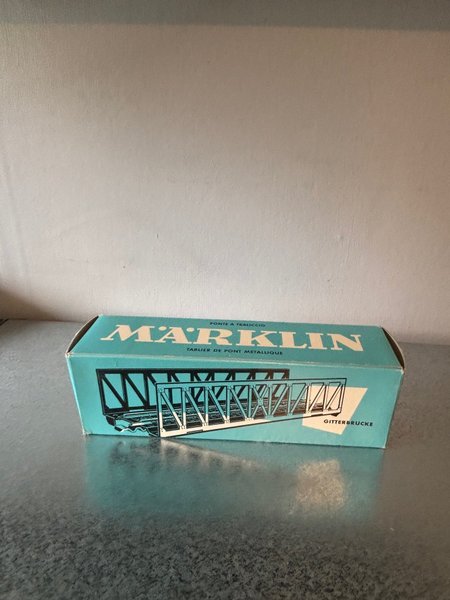 PONTE A TRALICCIO
MÄRKLIN
TABLIER DE PONT METALLIQUE
GITTERBRÜCKE